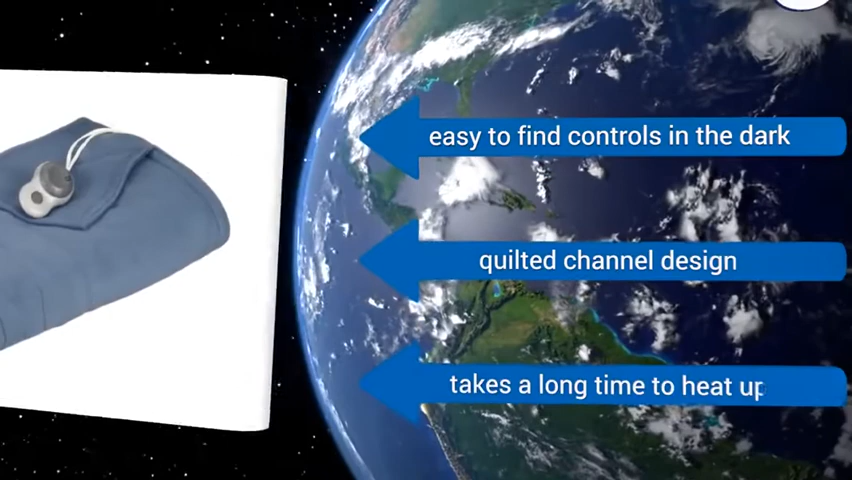 easy to find controls in the dark
quilted channel design
takes a long time to heat up